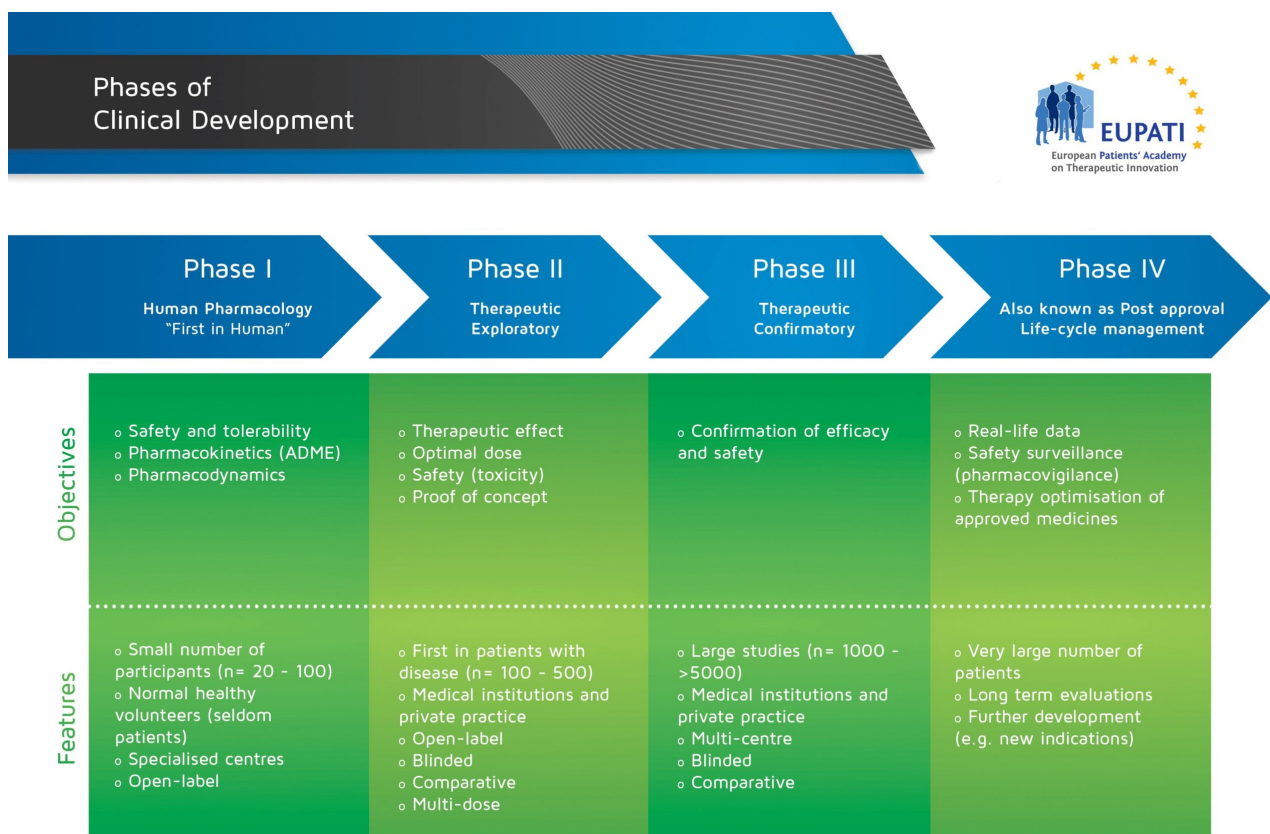 Phases of
Clinical Development
EUPATI
European Patients' Academy
on Therapeutic Innovation
Phase I
Human Pharmacology
"First in Human"
Phase II
Therapeutic
Exploratory
Phase III
Therapeutic
Confirmatory
Phase IV
Also known as Post approval
Life-cycle management
Objectives
o Safety and tolerability
o Pharmacokinetics (ADME)
o Pharmacodynamics
o Therapeutic effect
o Optimal dose
o Safety (toxicity)
o Proof of concept
o Confirmation of efficacy
and safety
o Real-life data
o Safety surveillance
(pharmacovigilance)
o Therapy optimisation of
approved medicines
Features
o Small number of
participants (n= 20 - 100)
o Normal healthy
volunteers (seldom
patients)
o Specialised centres
o Open-label
o First in patients with
disease (n= 100 - 500)
o Medical institutions and
private practice
o Open-label
o Blinded
o Comparative
o Multi-dose
o Large studies (n= 1000 -
>5000)
o Medical institutions and
private practice
o Multi-centre
o Blinded
o Comparative
o Very large number of
patients
o Long term evaluations
o Further development
(e.g. new indications)